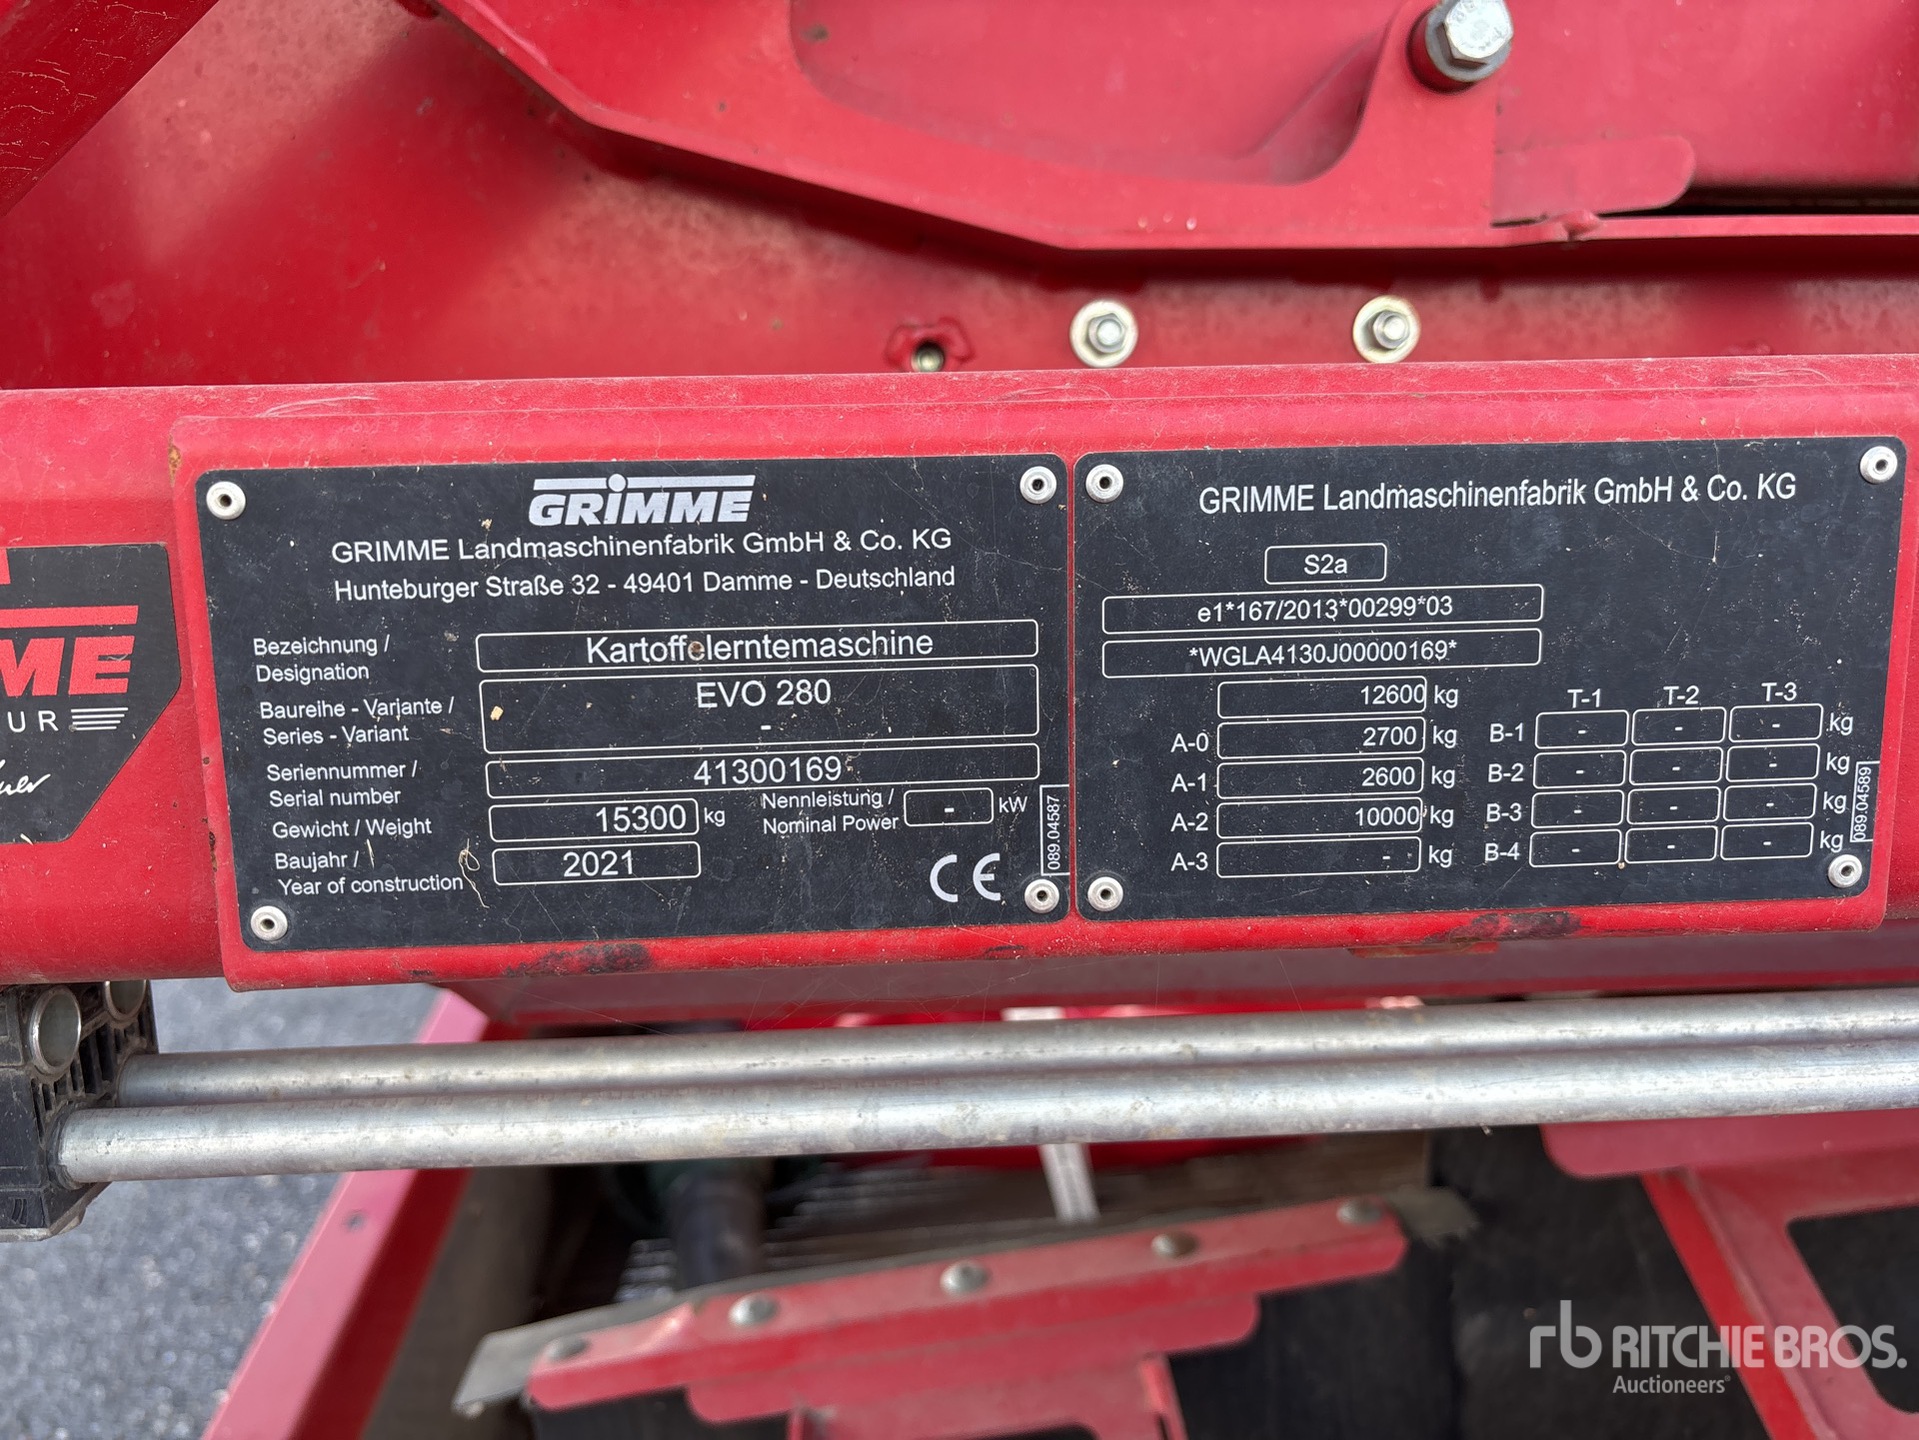 GRIMME
GRIMME Landmaschinenfabrik GmbH & Co. KG
Hunteburger Straße 32 - 49401 Damme - Deutschland
Bezeichnung /
Designation
Kartoffelerntemaschine
Baureihe - Variante /
Series - Variant
EVO 280
-
Seriennummer /
Serial number
41300169
Gewicht / Weight
15300 kg
Nennleistung /
Nominal Power
- kW
Baujahr /
Year of construction
2021
CE
089.04587
GRIMME Landmaschinenfabrik GmbH & Co. KG
S2a
e1*167/2013*00299*03
*WGLA4130J00000169*
12600 kg
T-1 T-2 T-3
A-0 2700 kg B-1 - - - kg
A-1 2600 kg B-2 - - - kg
A-2 10000 kg B-3 - - - kg
A-3 - kg B-4 - - - kg
089.04589
ME
UR
rb RITCHIE BROS.
Auctioneers